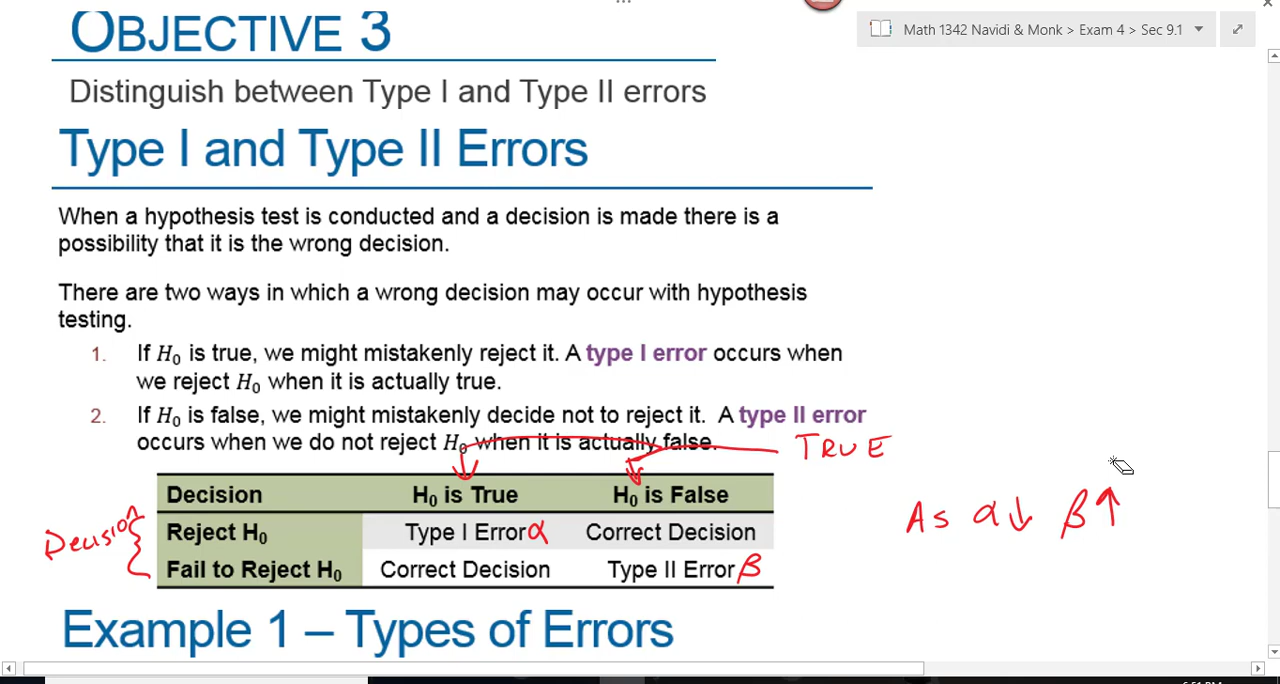 OBJECTIVE 3
Math 1342 Navidi & Monk > Exam 4 > Sec 9.1
Distinguish between Type I and Type II errors
Type I and Type II Errors
When a hypothesis test is conducted and a decision is made there is a
possibility that it is the wrong decision.
There are two ways in which a wrong decision may occur with hypothesis
testing.
1. If H₀ is true, we might mistakenly reject it. A type I error occurs when
we reject H₀ when it is actually true.
2. If H₀ is false, we might mistakenly decide not to reject it. A type II error
occurs when we do not reject H₀ when it is actually false.
TRUE
Decision H₀ is True H₀ is False
Decision Reject H₀ Type I Error α Correct Decision
Fail to Reject H₀ Correct Decision Type II Error β
As α↓ β↑
Example 1 – Types of Errors